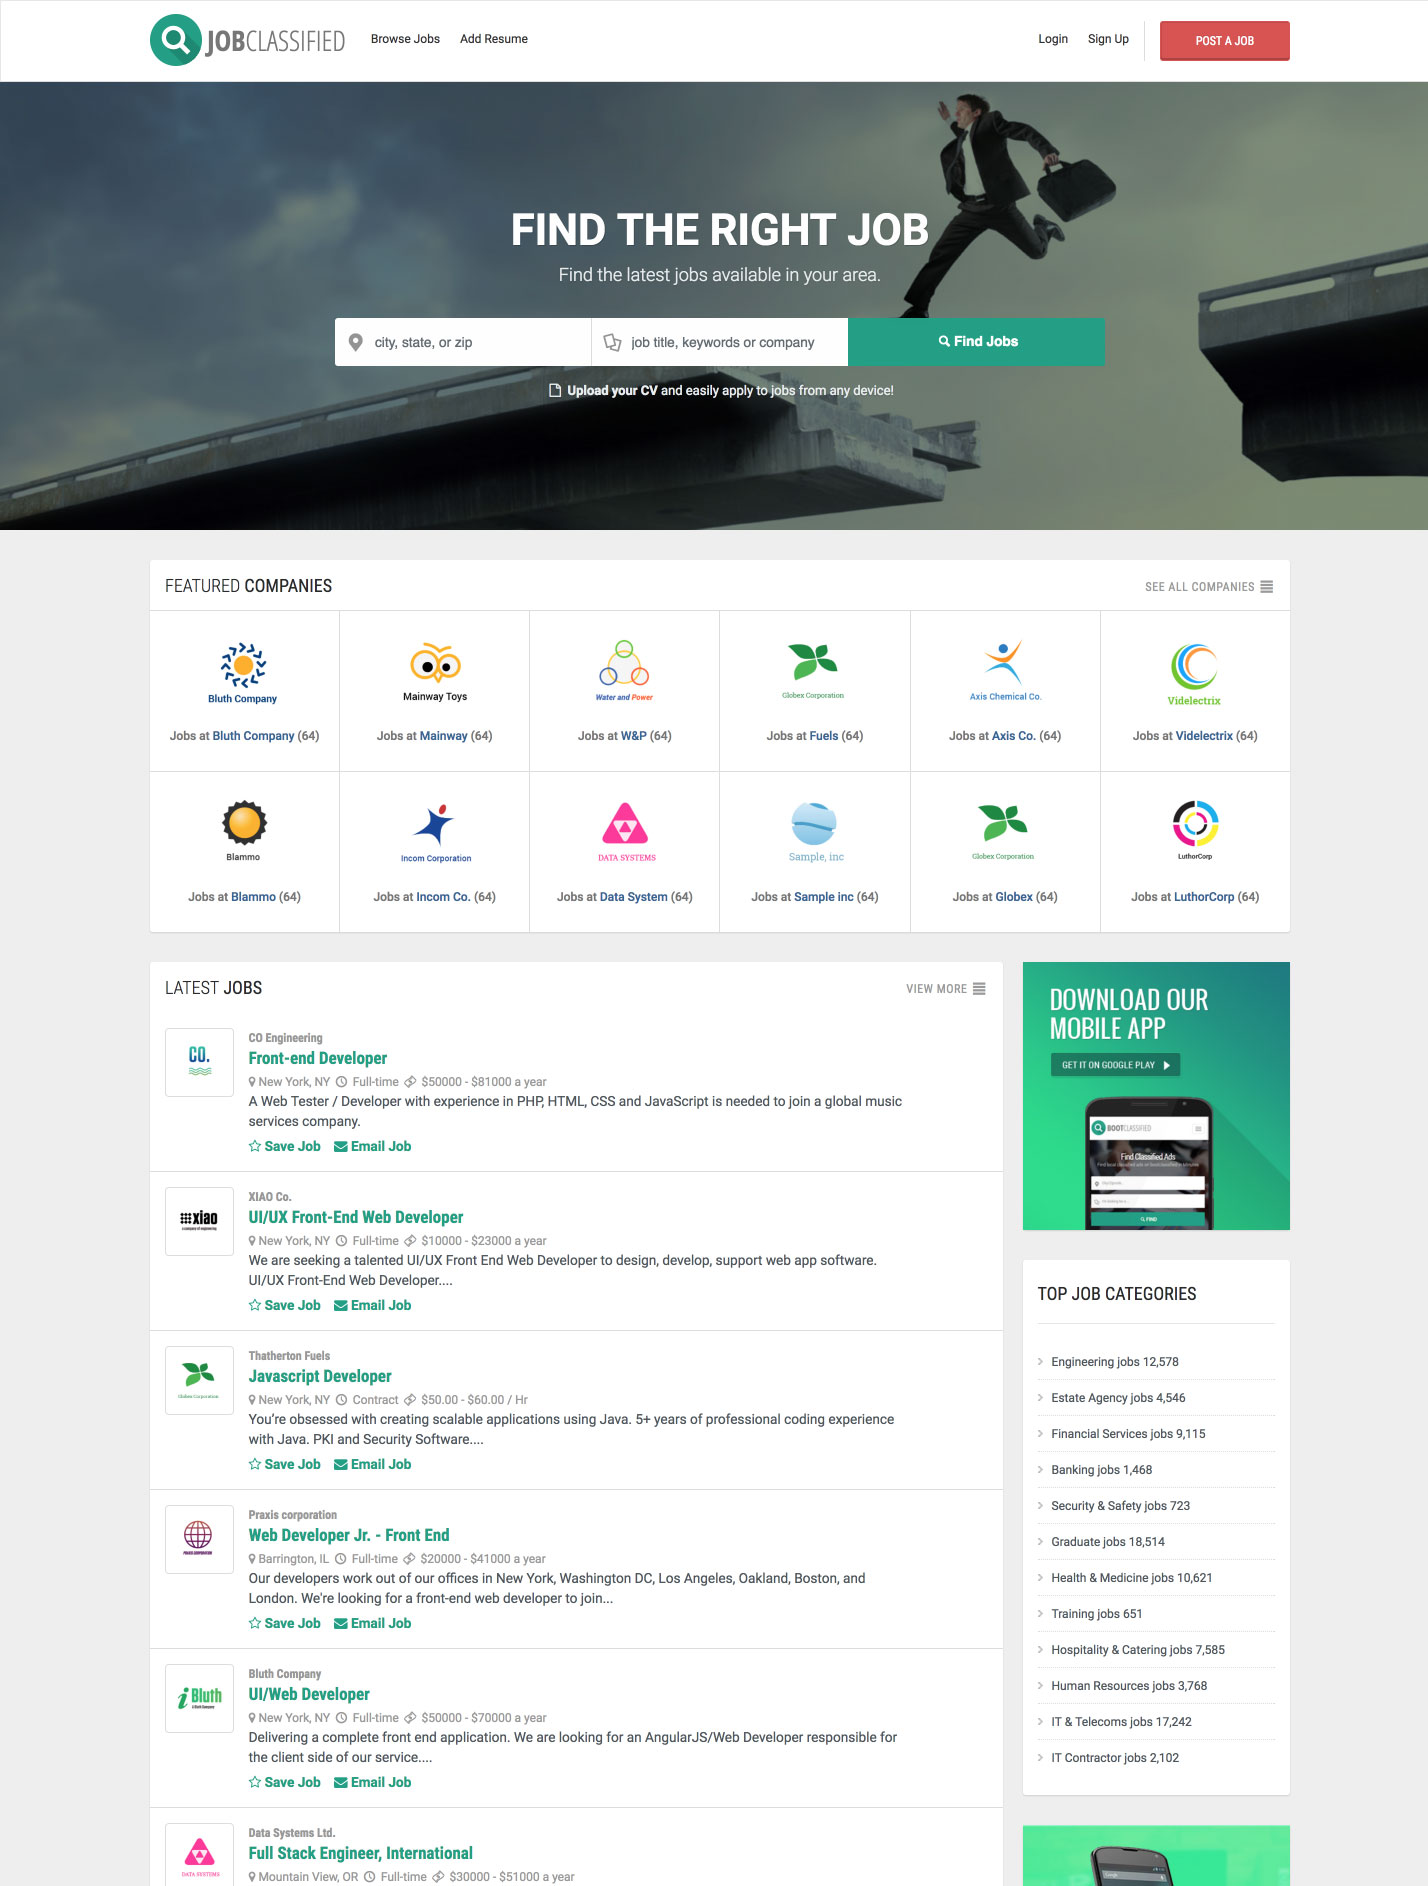 JOBCLASSIFIED
Browse Jobs
Add Resume
Login
Sign Up
POST A JOB
FIND THE RIGHT JOB
Find the latest jobs available in your area.
city, state, or zip
job title, keywords or company
Find Jobs
Upload your CV and easily apply to jobs from any device!
FEATURED COMPANIES
SEE ALL COMPANIES
Bluth Company
Mainway Toys
Water and Power
Globex Corporation
Axis Chemical Co.
Videlectrix
Jobs at Bluth Company (64)
Jobs at Mainway (64)
Jobs at W&P (64)
Jobs at Fuels (64)
Jobs at Axis Co. (64)
Jobs at Videlectrix (64)
Blammo
Incom Corporation
DATA SYSTEMS
Sample, inc
Globex Corporation
LuthorCorp
Jobs at Blammo (64)
Jobs at Incom Co. (64)
Jobs at Data System (64)
Jobs at Sample inc (64)
Jobs at Globex (64)
Jobs at LuthorCorp (64)
LATEST JOBS
VIEW MORE
CO.
CO Engineering
Front-end Developer
New York, NY Full-time $50000 - $81000 a year
A Web Tester / Developer with experience in PHP, HTML, CSS and JavaScript is needed to join a global music
services company.
Save Job Email Job
xiao
XIAO Co.
UI/UX Front-End Web Developer
New York, NY Full-time $10000 - $23000 a year
We are seeking a talented UI/UX Front End Web Developer to design, develop, support web app software.
UI/UX Front-End Web Developer....
Save Job Email Job
Globex Corporation
Thatherton Fuels
Javascript Developer
New York, NY Contract $50.00 - $60.00 / Hr
You're obsessed with creating scalable applications using Java. 5+ years of professional coding experience
with Java. PKI and Security Software....
Save Job Email Job
PRAXIS CORPORATION
Praxis corporation
Web Developer Jr. - Front End
Barrington, IL Full-time $20000 - $41000 a year
Our developers work out of our offices in New York, Washington DC, Los Angeles, Oakland, Boston, and
London. We're looking for a front-end web developer to join...
Save Job Email Job
i Bluth
Bluth Company
UI/Web Developer
New York, NY Full-time $50000 - $70000 a year
Delivering a complete front end application. We are looking for an AngularJS/Web Developer responsible for
the client side of our service....
Save Job Email Job
DATA SYSTEMS
Data Systems Ltd.
Full Stack Engineer, International
Mountain View, OR Full-time $30000 - $51000 a year
DOWNLOAD OUR
MOBILE APP
GET IT ON GOOGLE PLAY
BOOTCLASSIFIED
Find Classified Ads
FIND
TOP JOB CATEGORIES
Engineering jobs 12,578
Estate Agency jobs 4,546
Financial Services jobs 9,115
Banking jobs 1,468
Security & Safety jobs 723
Graduate jobs 18,514
Health & Medicine jobs 10,621
Training jobs 651
Hospitality & Catering jobs 7,585
Human Resources jobs 3,768
IT & Telecoms jobs 17,242
IT Contractor jobs 2,102